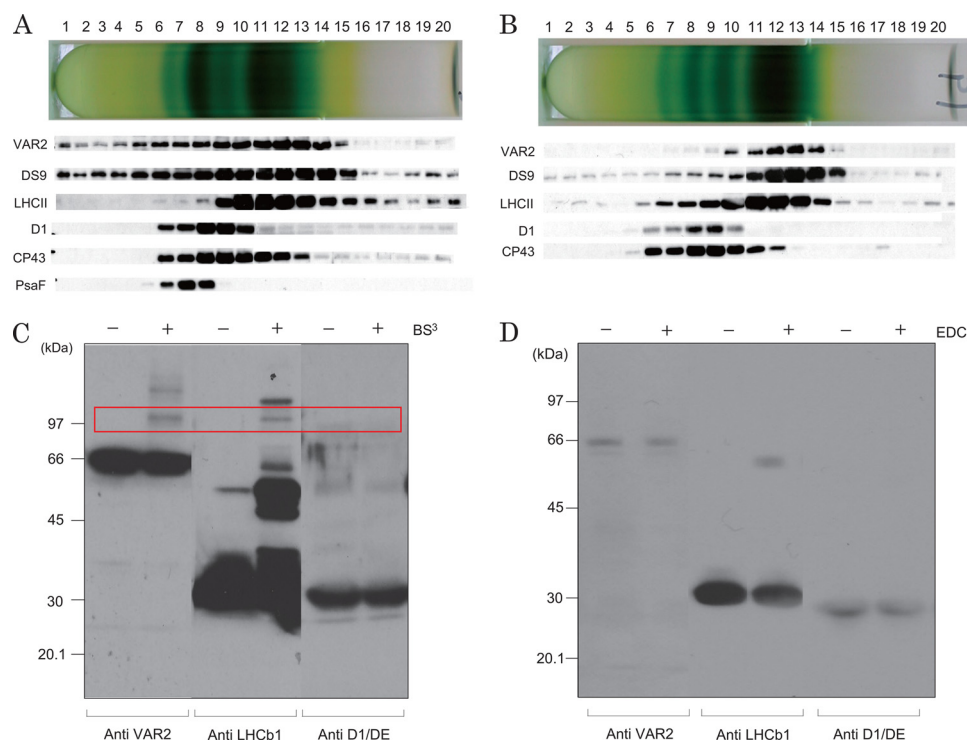 A
1 2 3 4 5 6 7 8 9 10 11 12 13 14 15 16 17 18 19 20
VAR2
DS9
LHCII
D1
CP43
PsaF
B
1 2 3 4 5 6 7 8 9 10 11 12 13 14 15 16 17 18 19 20
VAR2
DS9
LHCII
D1
CP43
C
− + − + − + BS³
(kDa)
97
66
45
30
20.1
Anti VAR2 Anti LHCb1 Anti D1/DE
D
− + − + − + EDC
(kDa)
97
66
45
30
20.1
Anti VAR2 Anti LHCb1 Anti D1/DE